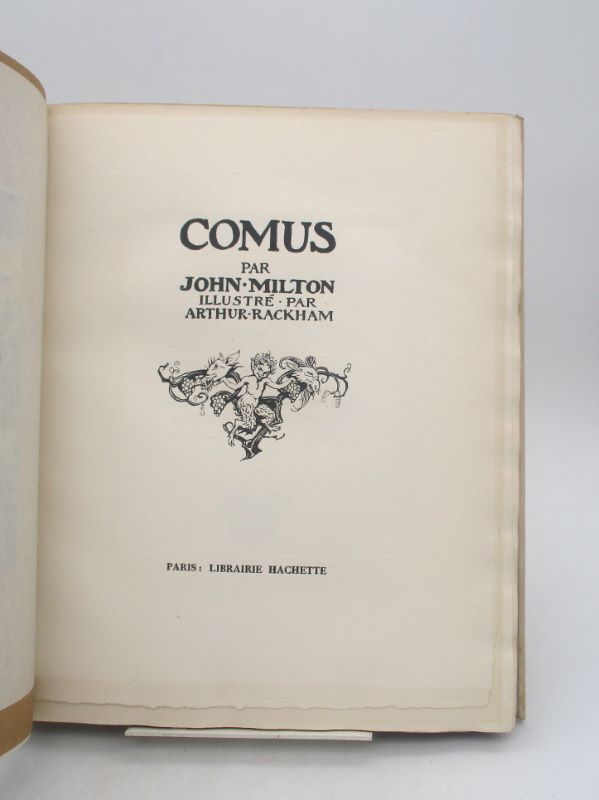 COMUS
PAR
JOHN·MILTON
ILLUSTRÉ·PAR
ARTHUR·RACKHAM
PARIS: LIBRAIRIE HACHETTE